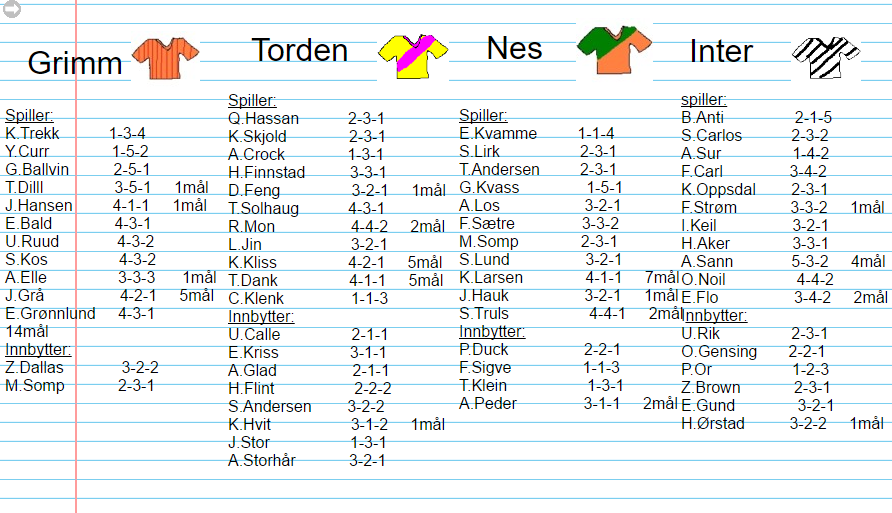 Grimm
Spiller:
K.Trekk 1-3-4
Y.Curr 1-5-2
G.Ballvin 2-5-1
T.Dilll 3-5-1 1mål
J.Hansen 4-1-1 1mål
E.Bald 4-3-1
U.Ruud 4-3-2
S.Kos 4-3-2
A.Elle 3-3-3 1mål
J.Grå 4-2-1 5mål
E.Grønnlund 4-3-1
14mål
Innbytter:
Z.Dallas 3-2-2
M.Somp 2-3-1
Torden
Spiller:
Q.Hassan 2-3-1
K.Skjold 2-3-1
A.Crock 1-3-1
H.Finnstad 3-3-1
D.Feng 3-2-1 1mål
T.Solhaug 4-3-1
R.Mon 4-4-2 2mål
L.Jin 3-2-1
K.Kliss 4-2-1 5mål
T.Dank 4-1-1 5mål
C.Klenk 1-1-3
Innbytter:
U.Calle 2-1-1
E.Kriss 3-1-1
A.Glad 2-1-1
H.Flint 2-2-2
S.Andersen 3-2-2
K.Hvit 3-1-2 1mål
J.Stor 1-3-1
A.Storhår 3-2-1
Nes
Spiller:
E.Kvamme 1-1-4
S.Lirk 2-3-1
T.Andersen 2-3-1
G.Kvass 1-5-1
A.Los 3-2-1
F.Sætre 3-3-2
M.Somp 2-3-1
S.Lund 3-2-1
K.Larsen 4-1-1 7mål
J.Hauk 3-2-1 1mål
S.Truls 4-4-1 2mål
Innbytter:
P.Duck 2-2-1
F.Sigve 1-1-3
T.Klein 1-3-1
A.Peder 3-1-1 2mål
Inter
spiller:
B.Anti 2-1-5
S.Carlos 2-3-2
A.Sur 1-4-2
F.Carl 3-4-2
K.Oppsdal 2-3-1
F.Strøm 3-3-2 1mål
I.Keil 3-2-1
H.Aker 3-3-1
A.Sann 5-3-2 4mål
O.Noil 4-4-2
E.Flo 3-4-2 2mål
Innbytter:
U.Rik 2-3-1
O.Gensing 2-2-1
P.Or 1-2-3
Z.Brown 2-3-1
E.Gund 3-2-1
H.Ørstad 3-2-2 1mål